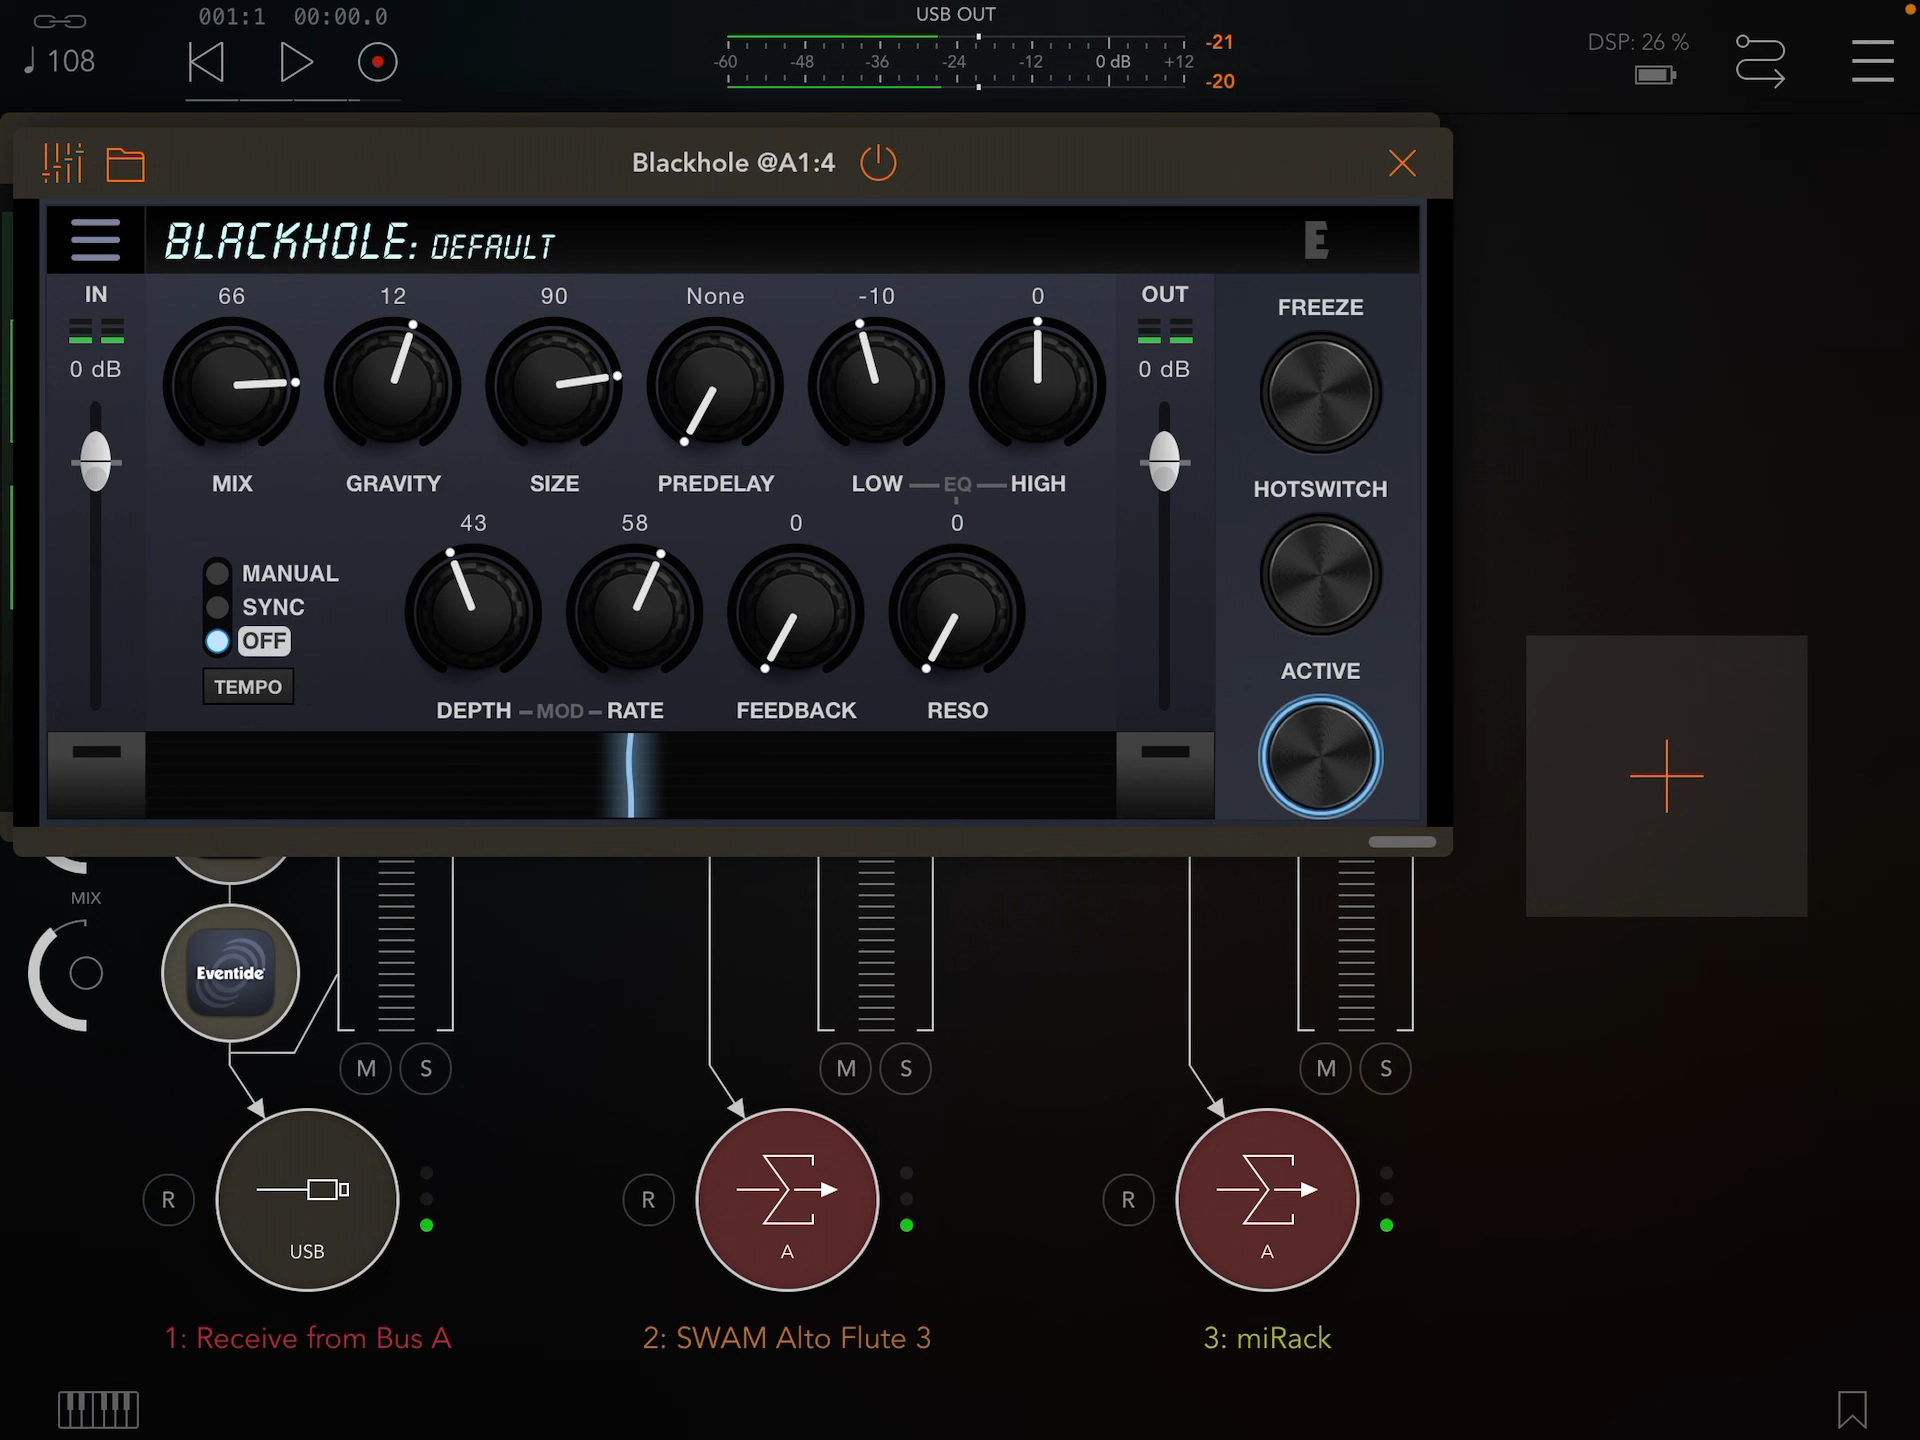 001:1 00:00.0
108
USB OUT
-60 -48 -36 -24 -12 0 dB +12
-21
-20
DSP: 26 %
Blackhole @A1:4
BLACKHOLE: DEFAULT
E
IN
0 dB
66 12 90 None -10 0
MIX GRAVITY SIZE PREDELAY LOW EQ HIGH
OUT
0 dB
FREEZE
HOTSWITCH
ACTIVE
43 58 0 0
MANUAL
SYNC
OFF
TEMPO
DEPTH MOD RATE FEEDBACK RESO
MIX
Eventide
M S M S M S
R R R
USB A A
1: Receive from Bus A 2: SWAM Alto Flute 3 3: miRack